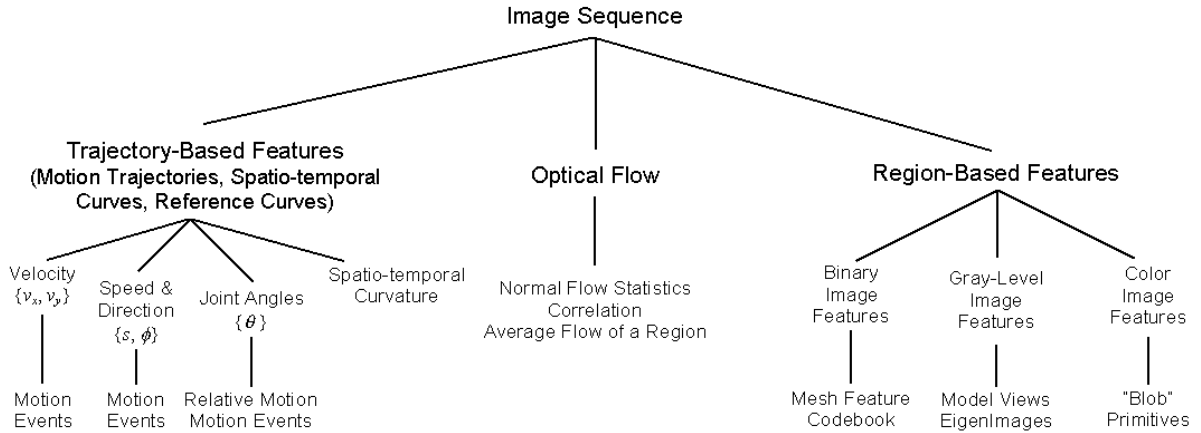 Image Sequence
Trajectory-Based Features
(Motion Trajectories, Spatio-temporal
Curves, Reference Curves)
Optical Flow
Region-Based Features
Velocity
{vₓ, vᵧ}
Speed &
Direction
{s, ϕ}
Joint Angles
{θ}
Spatio-temporal
Curvature
Normal Flow Statistics
Correlation
Average Flow of a Region
Binary
Image
Features
Gray-Level
Image
Features
Color
Image
Features
Motion
Events
Motion
Events
Relative Motion
Motion Events
Mesh Feature
Codebook
Model Views
EigenImages
"Blob"
Primitives